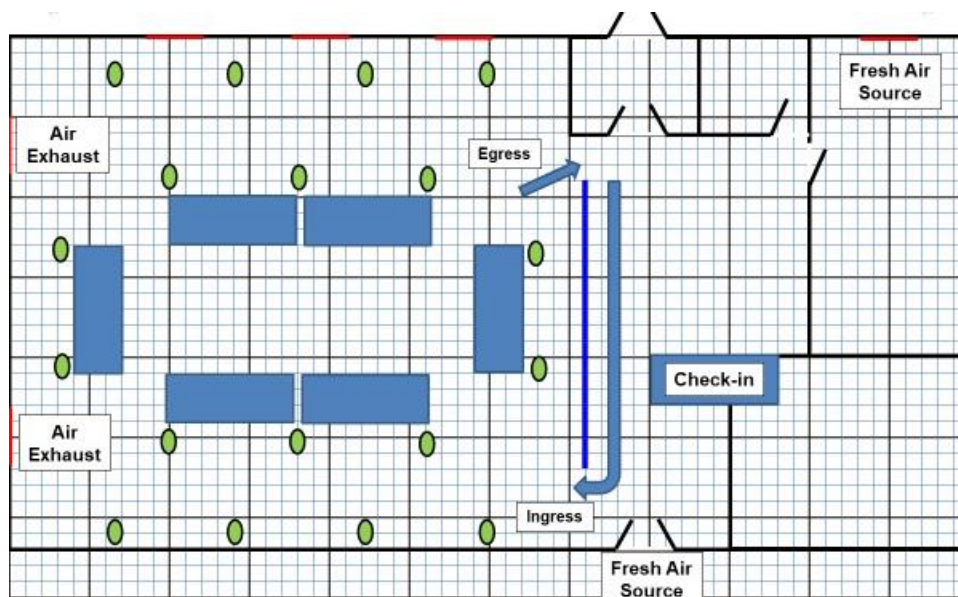 Fresh Air
Source
Air
Exhaust
Egress
Check-in
Air
Exhaust
Ingress
Fresh Air
Source